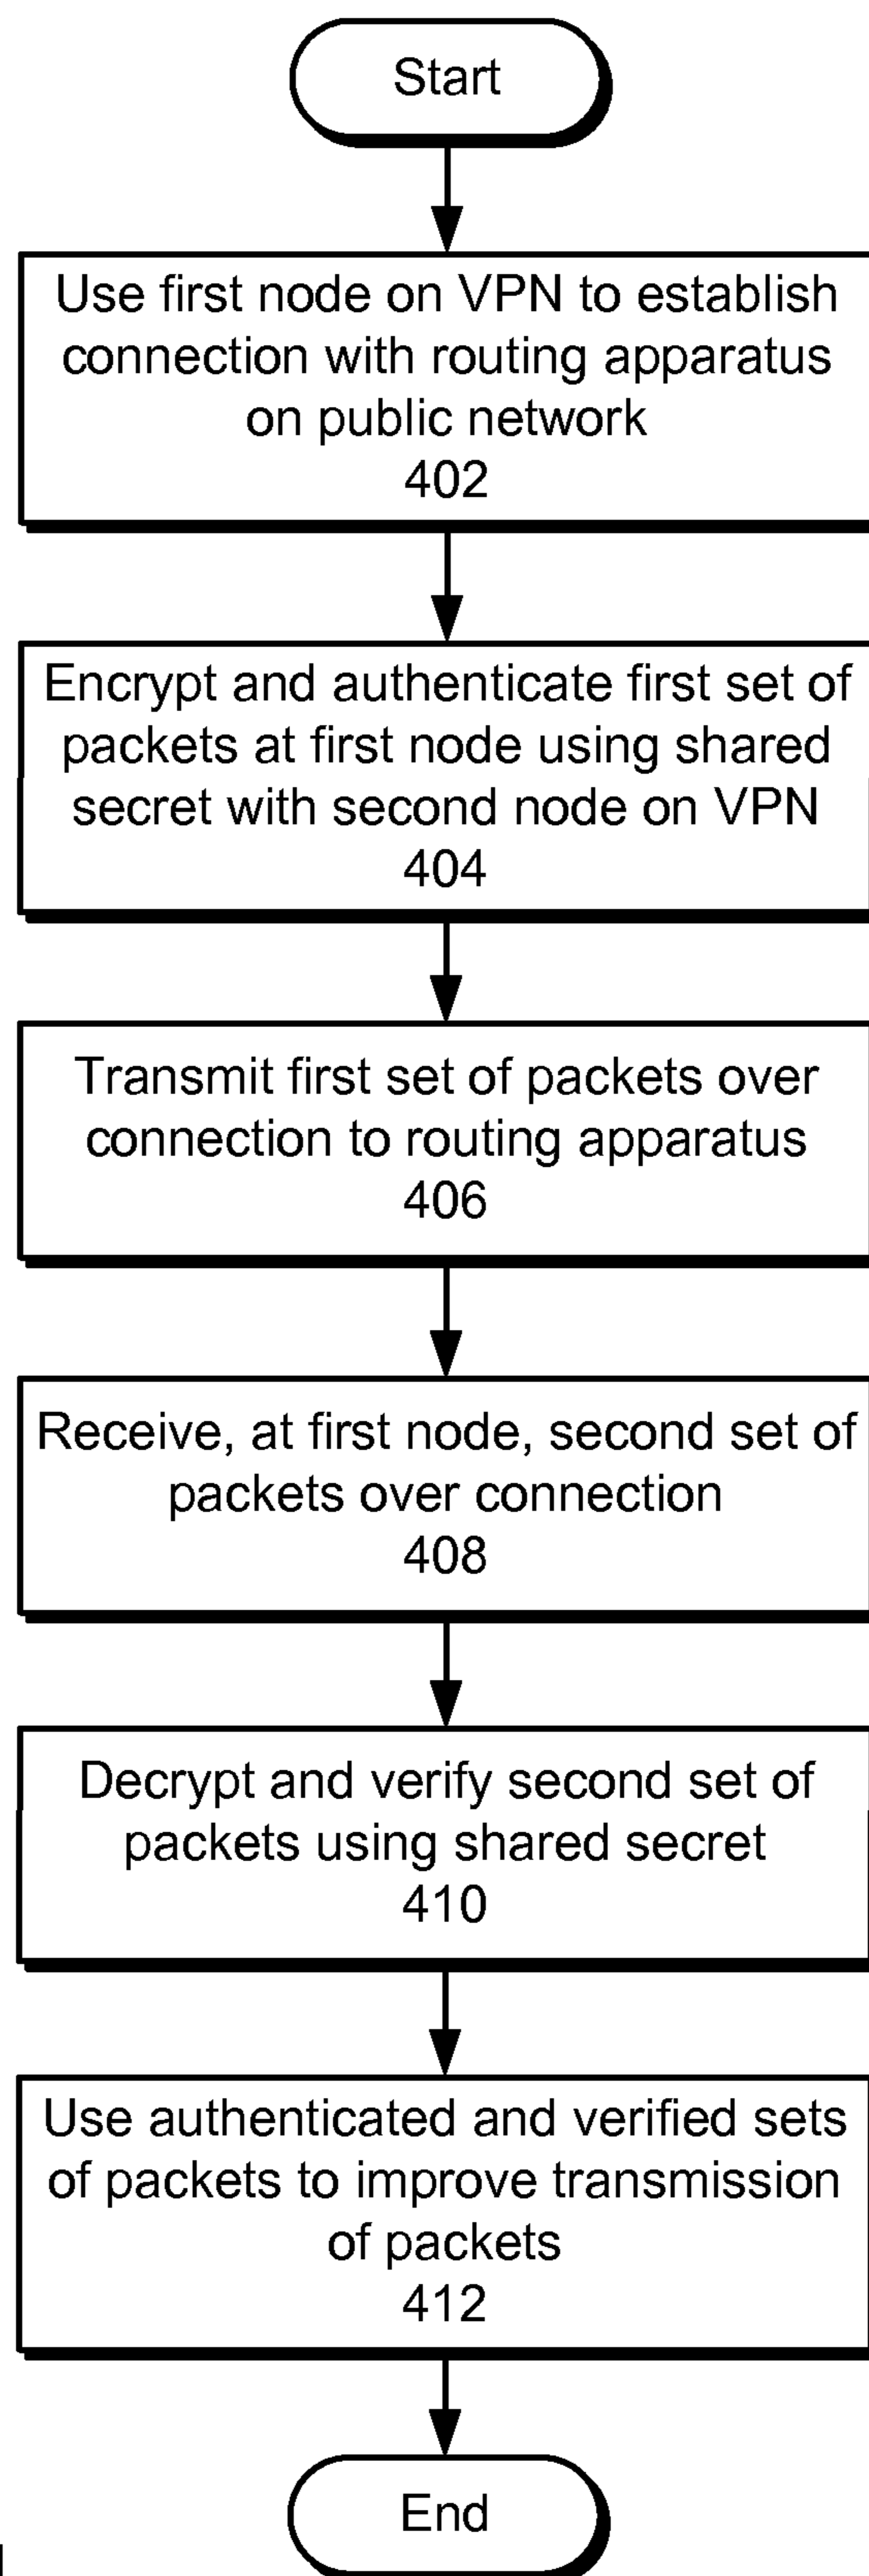 Start
Use first node on VPN to establish
connection with routing apparatus
on public network
402
Encrypt and authenticate first set of
packets at first node using shared
secret with second node on VPN
404
Transmit first set of packets over
connection to routing apparatus
406
Receive, at first node, second set of
packets over connection
408
Decrypt and verify second set of
packets using shared secret
410
Use authenticated and verified sets
of packets to improve transmission
of packets
412
End